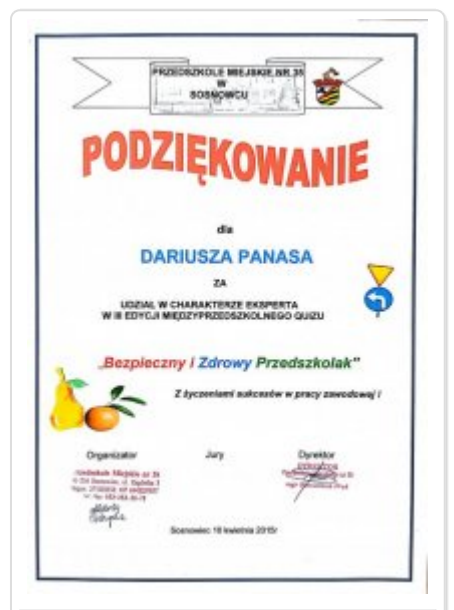 PRZEDSZKOLE MIEJSKIE NR 35
W
SOSNOWCU
PODZIĘKOWANIE
dla
DARIUSZA PANASA
ZA
UDZIAŁ W CHARAKTERZE EKSPERTA
W III EDYCJI MIĘDZYPRZEDSZKOLNEGO QUIZU
„Bezpieczny i Zdrowy Przedszkolak"
Z życzeniami sukcesów w pracy zawodowej !
Organizator Jury Dyrektor
Sosnowiec 16 kwietnia 2015r